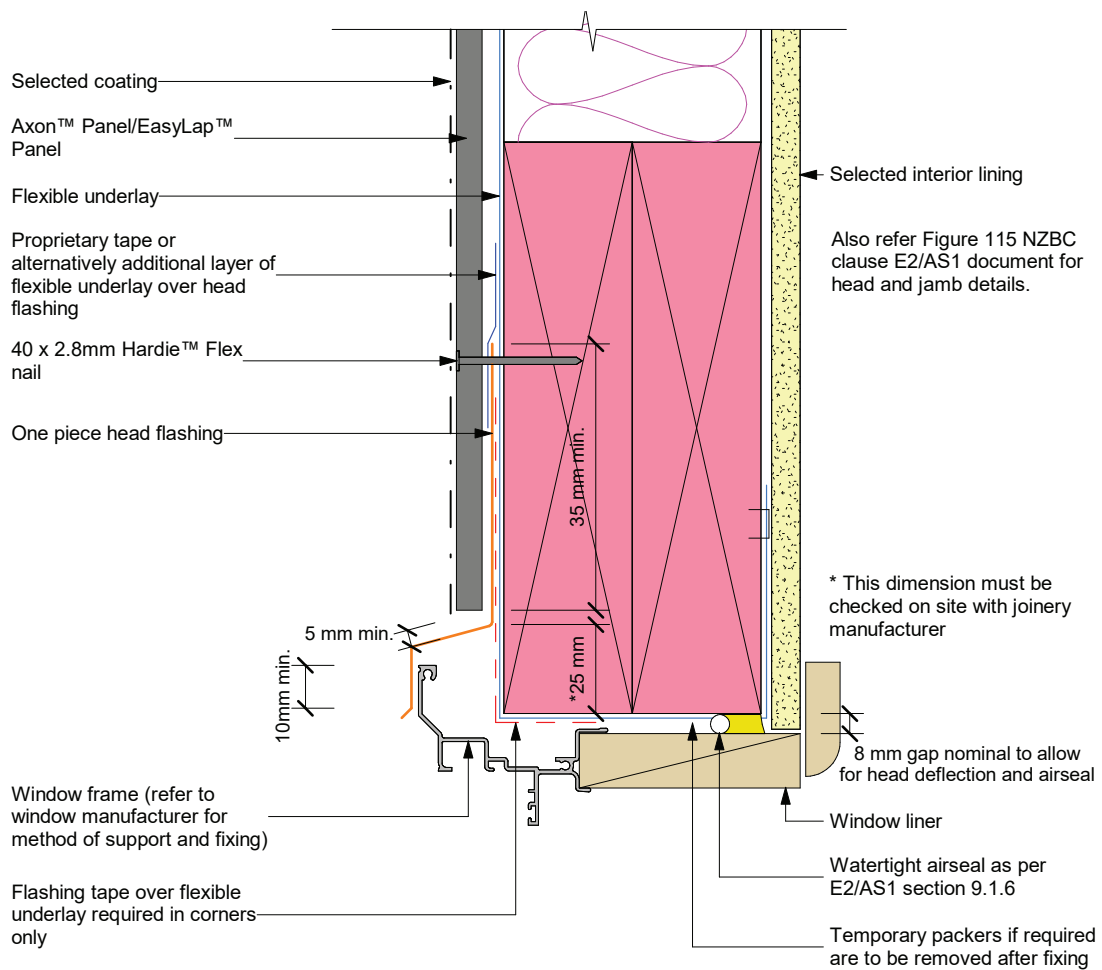 Selected coating
Axon™ Panel/EasyLap™
Panel
Flexible underlay
Proprietary tape or
alternatively additional layer of
flexible underlay over head
flashing
40 x 2.8mm Hardie™ Flex
nail
One piece head flashing
5 mm min.
10mm min.
35 mm min.
*25 mm
Window frame (refer to
window manufacturer for
method of support and fixing)
Flashing tape over flexible
underlay required in corners
only
Selected interior lining
Also refer Figure 115 NZBC
clause E2/AS1 document for
head and jamb details.
* This dimension must be
checked on site with joinery
manufacturer
8 mm gap nominal to allow
for head deflection and airseal
Window liner
Watertight airseal as per
E2/AS1 section 9.1.6
Temporary packers if required
are to be removed after fixing